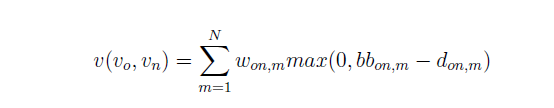 $$v(v_o, v_n) = \sum_{m=1}^{N} w_{on,m} max(0, bb_{on,m} - d_{on,m})$$